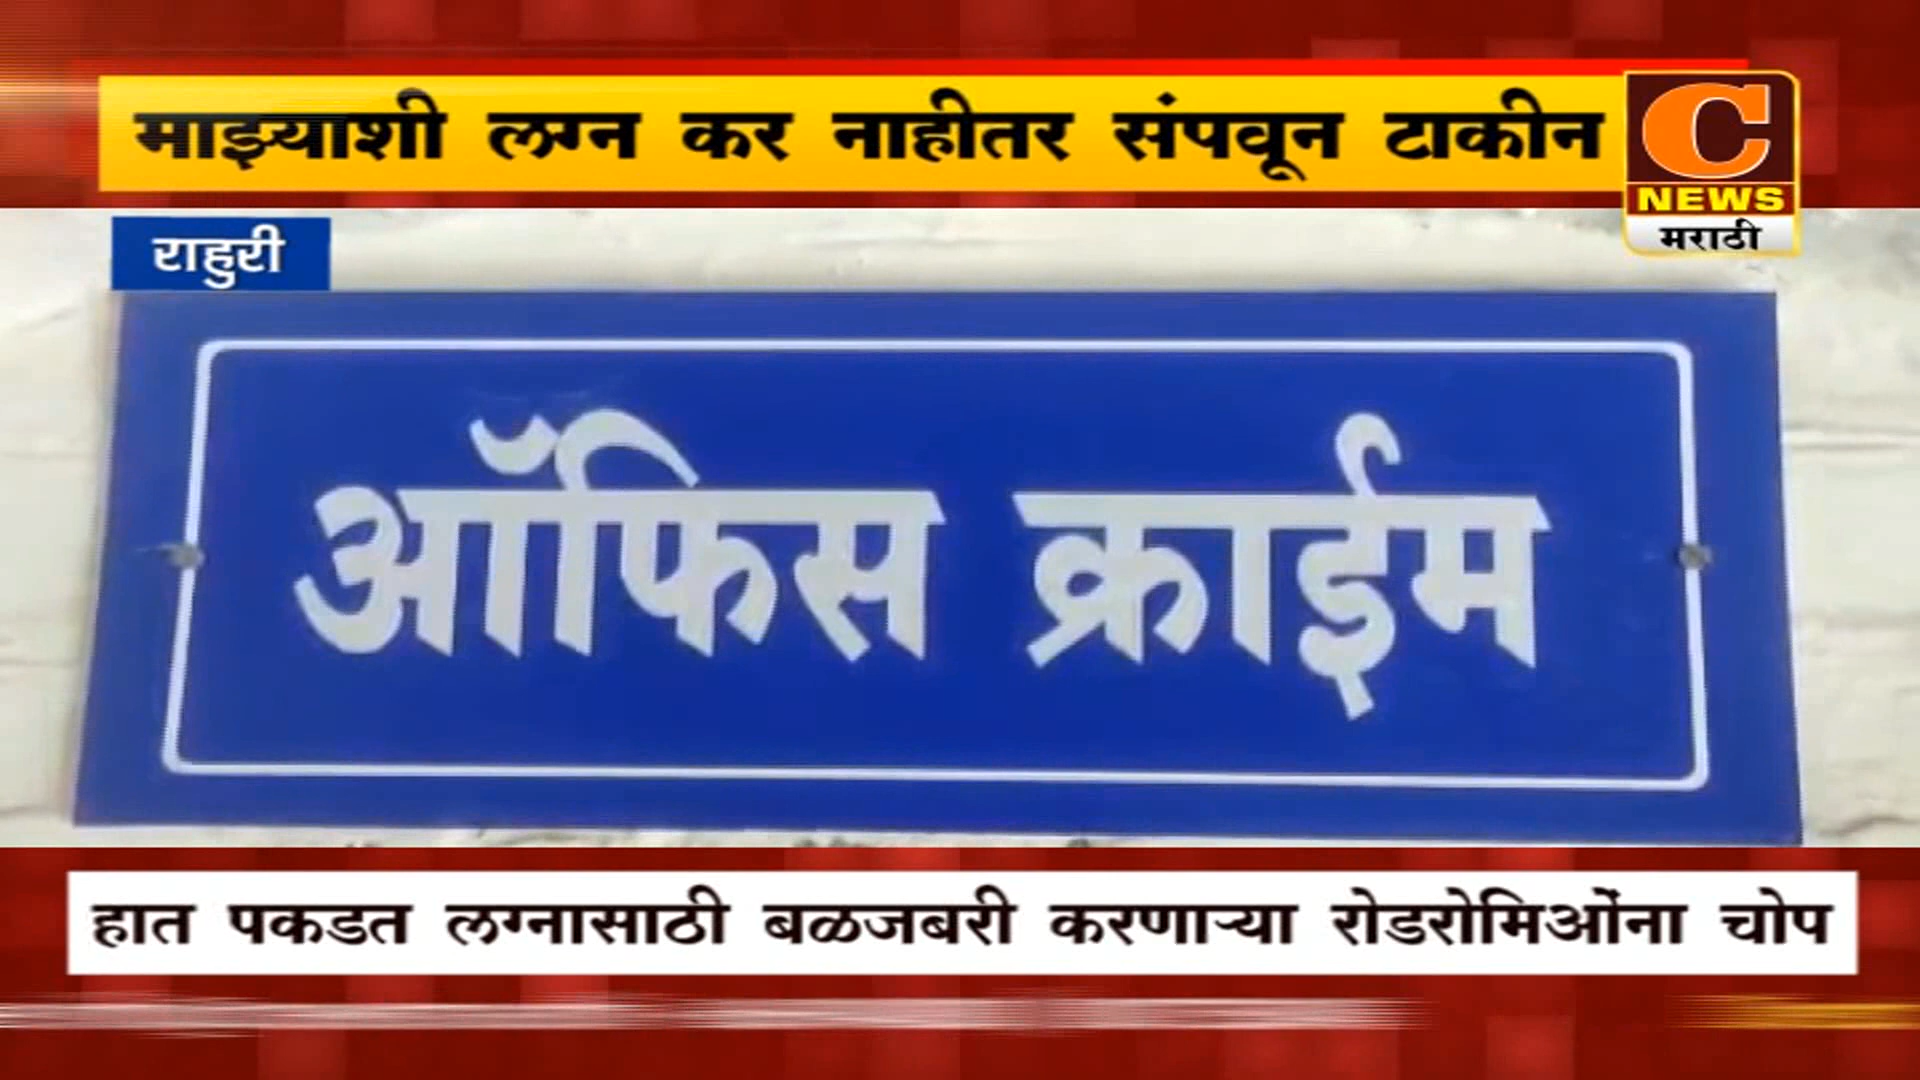 माझ्याशी लग्न कर नाहीतर संपवून टाकीन
C
NEWS
मराठी
राहुरी
ऑफिस क्राईम
हात पकडत लग्नासाठी बळजबरी करणाऱ्या रोडरोमिओंना चोप